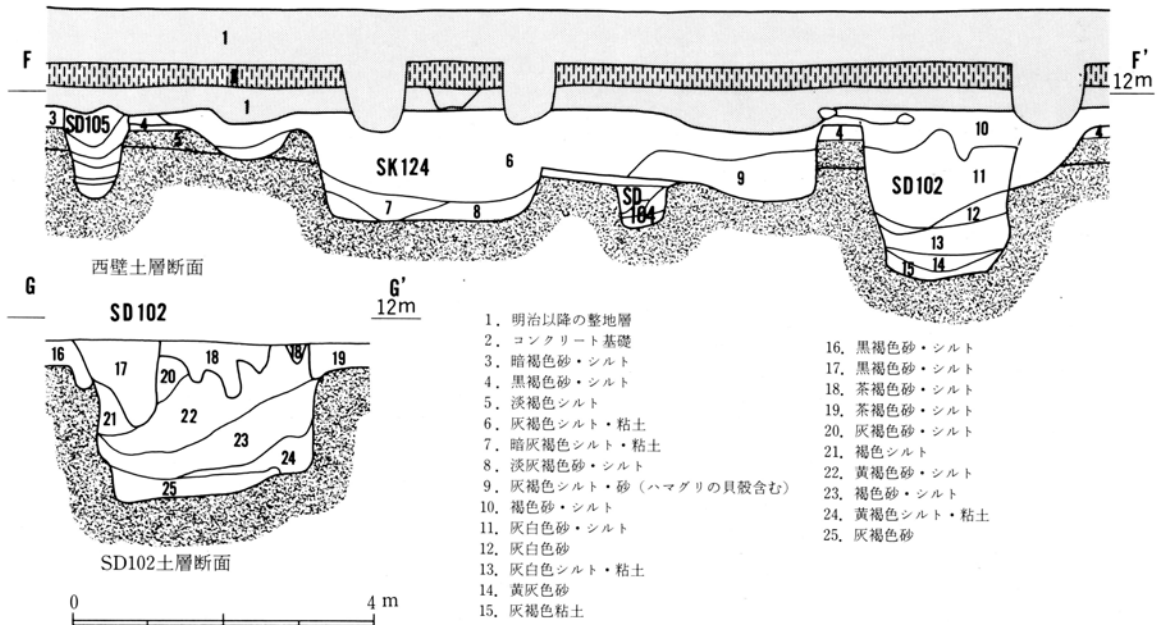 1
F
F'
12m
1
3
SD105
4
5
SK124
6
7
8
SD
104
9
4
10
SD102
11
12
13
14
15
4
西壁土層断面
G
G'
SD102
12m
16
17
18
18
19
20
21
22
23
24
25
SD102土層断面
0
4 m
1．明治以降の整地層
2．コンクリート基礎
3．暗褐色砂・シルト
4．黒褐色砂・シルト
5．淡褐色シルト
6．灰褐色シルト・粘土
7．暗灰褐色シルト・粘土
8．淡灰褐色砂・シルト
9．灰褐色シルト・砂（ハマグリの貝殻含む）
10．褐色砂・シルト
11．灰白色砂・シルト
12．灰白色砂
13．灰白色シルト・粘土
14．黄灰色砂
15．灰褐色粘土
16．黒褐色砂・シルト
17．黒褐色砂・シルト
18．茶褐色砂・シルト
19．茶褐色砂・シルト
20．灰褐色砂・シルト
21．褐色シルト
22．黄褐色砂・シルト
23．褐色砂・シルト
24．黄褐色シルト・粘土
25．灰褐色砂